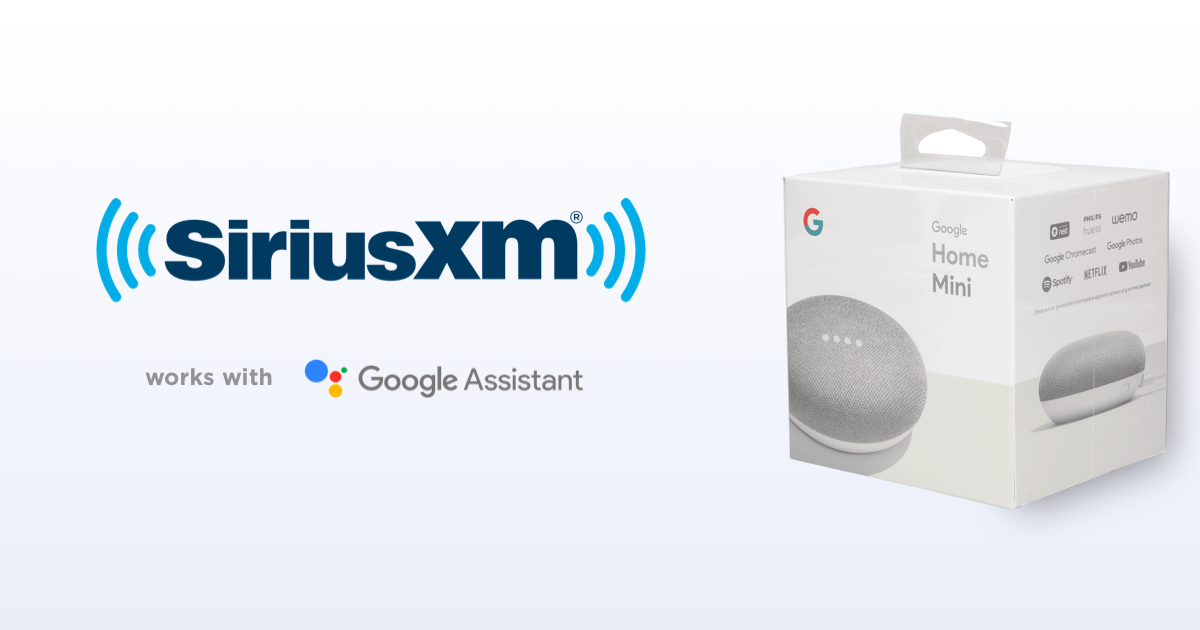 SiriusXM®
works with Google Assistant
G
Google
Home
Mini
nest
PHILIPS
hue
wemo
Google Chromecast
Google Photos
Spotify
NETFLIX
YouTube